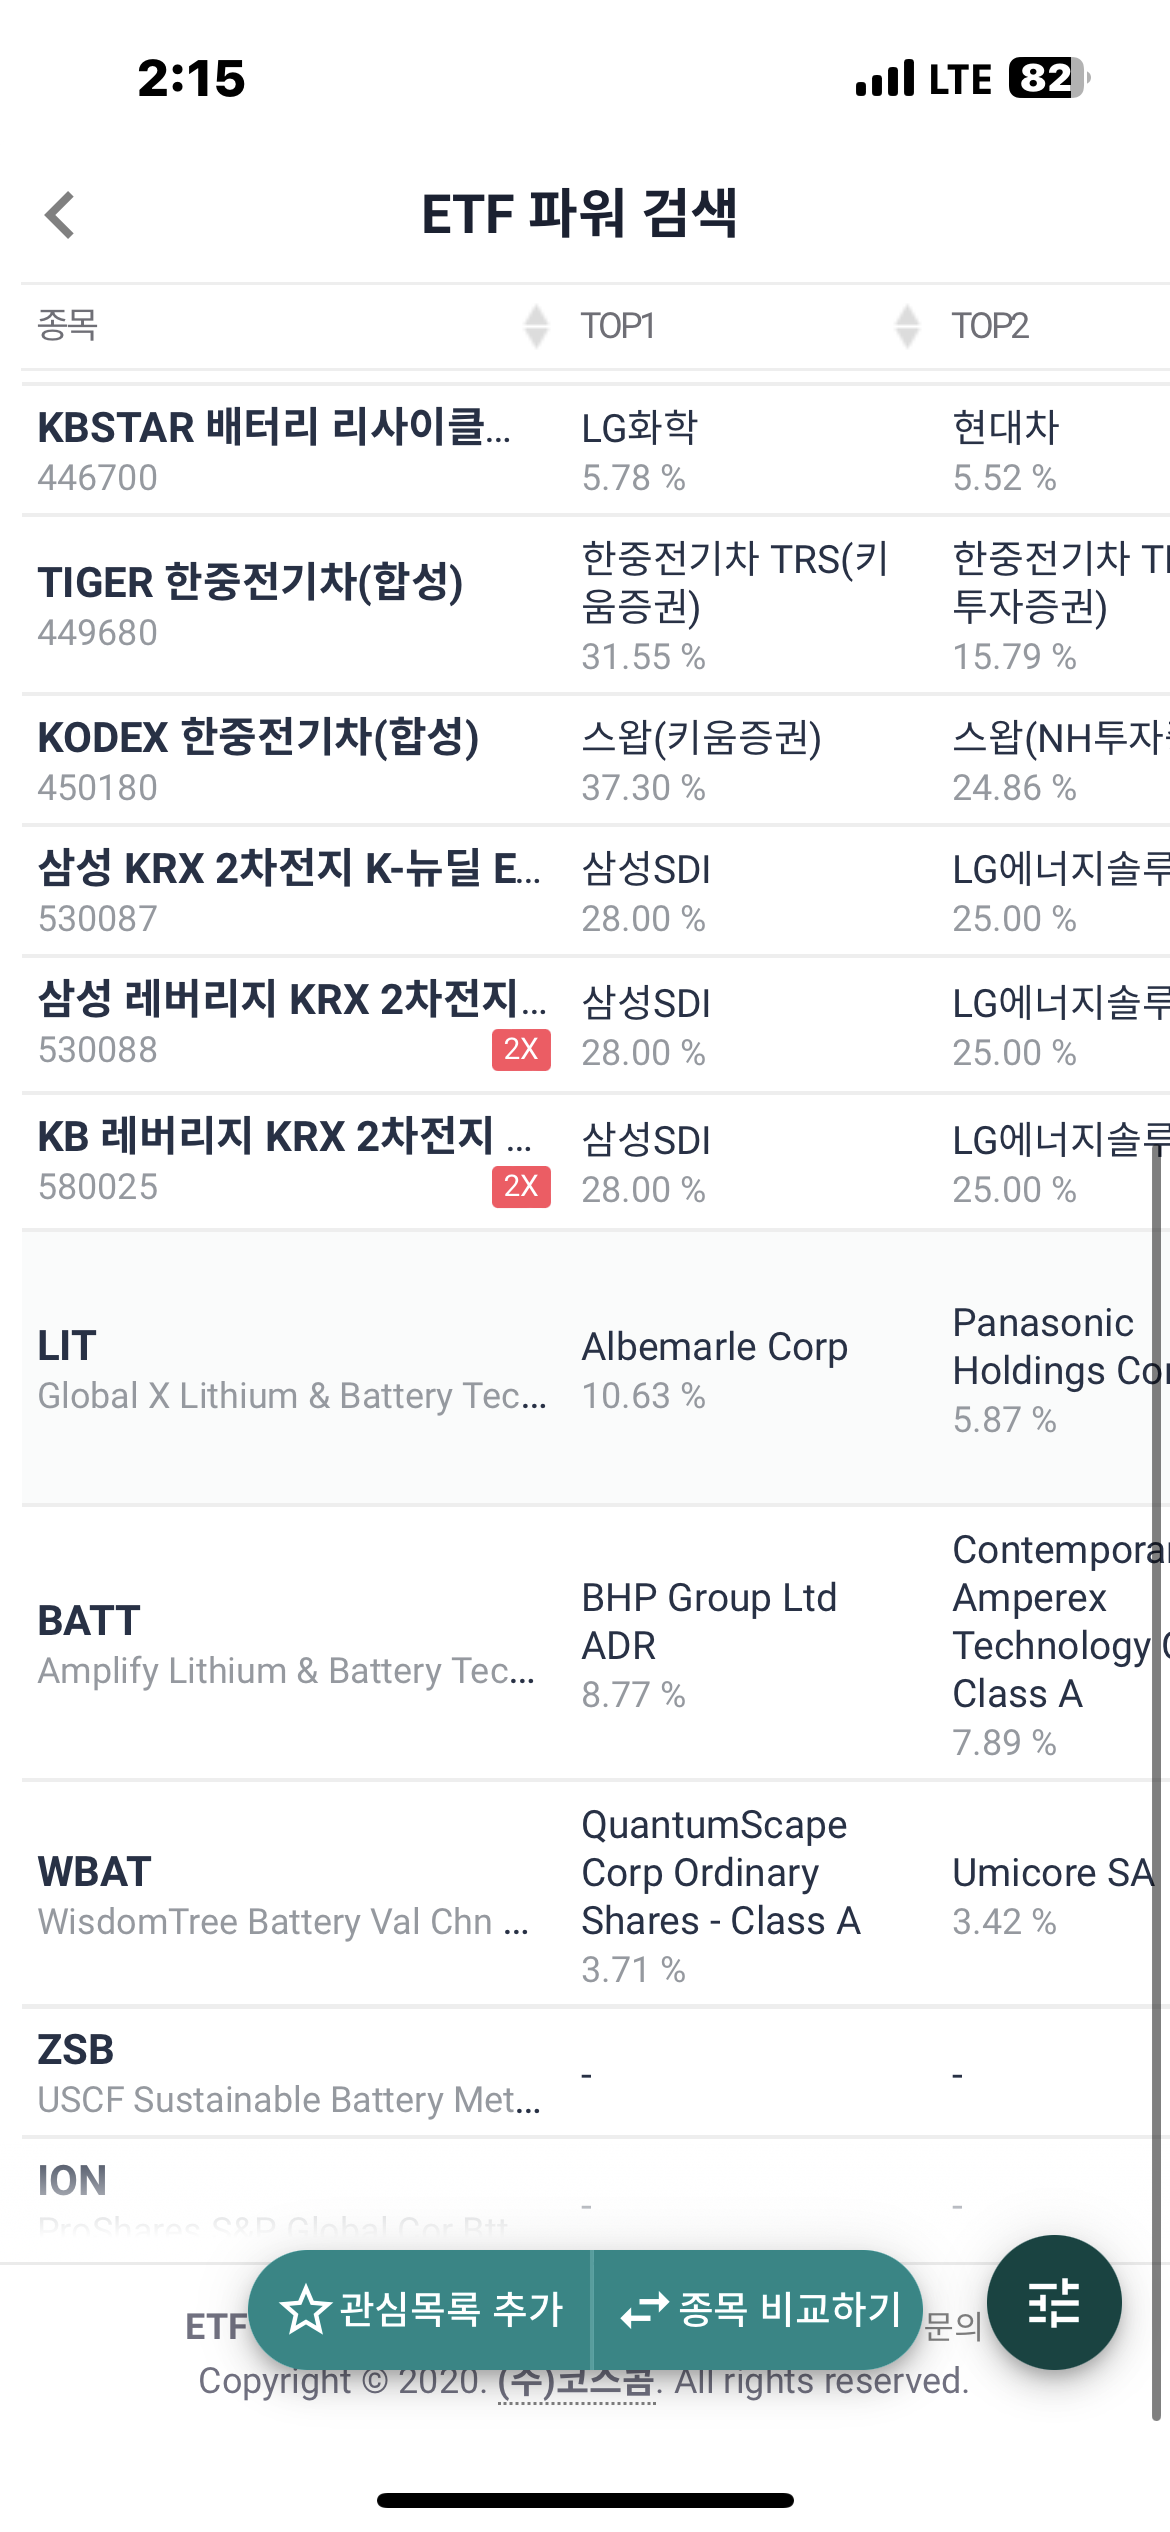 2:15
LTE 82
ETF 파워 검색
종목 TOP1 TOP2
KBSTAR 배터리 리사이클... LG화학 현대차
446700 5.78 % 5.52 %
한중전기차 TRS(키 한중전기차
TIGER 한중전기차(합성) 움증권) 투자증권)
449680 31.55 % 15.79 %
KODEX 한중전기차(합성) 스왑(키움증권) 스왑(NH투자
450180 37.30 % 24.86 %
삼성 KRX 2차전지 K-뉴딜 E... 삼성SDI LG에너지솔루
530087 28.00 % 25.00 %
삼성 레버리지 KRX 2차전지... 삼성SDI LG에너지솔루
530088 2X 28.00 % 25.00 %
KB 레버리지 KRX 2차전지 ... 삼성SDI LG에너지솔루
580025 2X 28.00 % 25.00 %
Panasonic
LIT Albemarle Corp Holdings
Global X Lithium & Battery Tec... 10.63 % 5.87 %
Contempora
BHP Group Ltd Amperex
BATT ADR Technology
Amplify Lithium & Battery Tec... 8.77 % Class A
7.89 %
QuantumScape
WBAT Corp Ordinary Umicore SA
WisdomTree Battery Val Chn ... Shares - Class A 3.42 %
3.71 %
ZSB - -
USCF Sustainable Battery Met...
ION - -
ProShares S&P Global Cor Btt
관심목록 추가 종목 비교하기
ETF 문의
Copyright © 2020. (주)코스콤. All rights reserved.